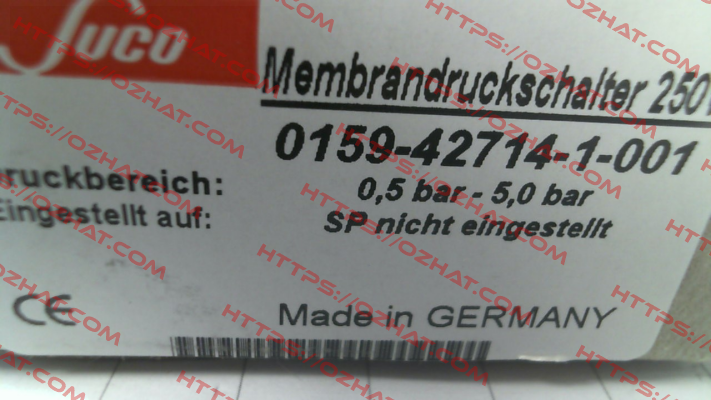 Suco
Membrandruckschalter 250V
0159-42714-1-001
ruckbereich: 0,5 bar - 5,0 bar
Eingestellt auf: SP nicht eingestellt
CE Made in GERMANY
HTTPS://OZHAT.COM